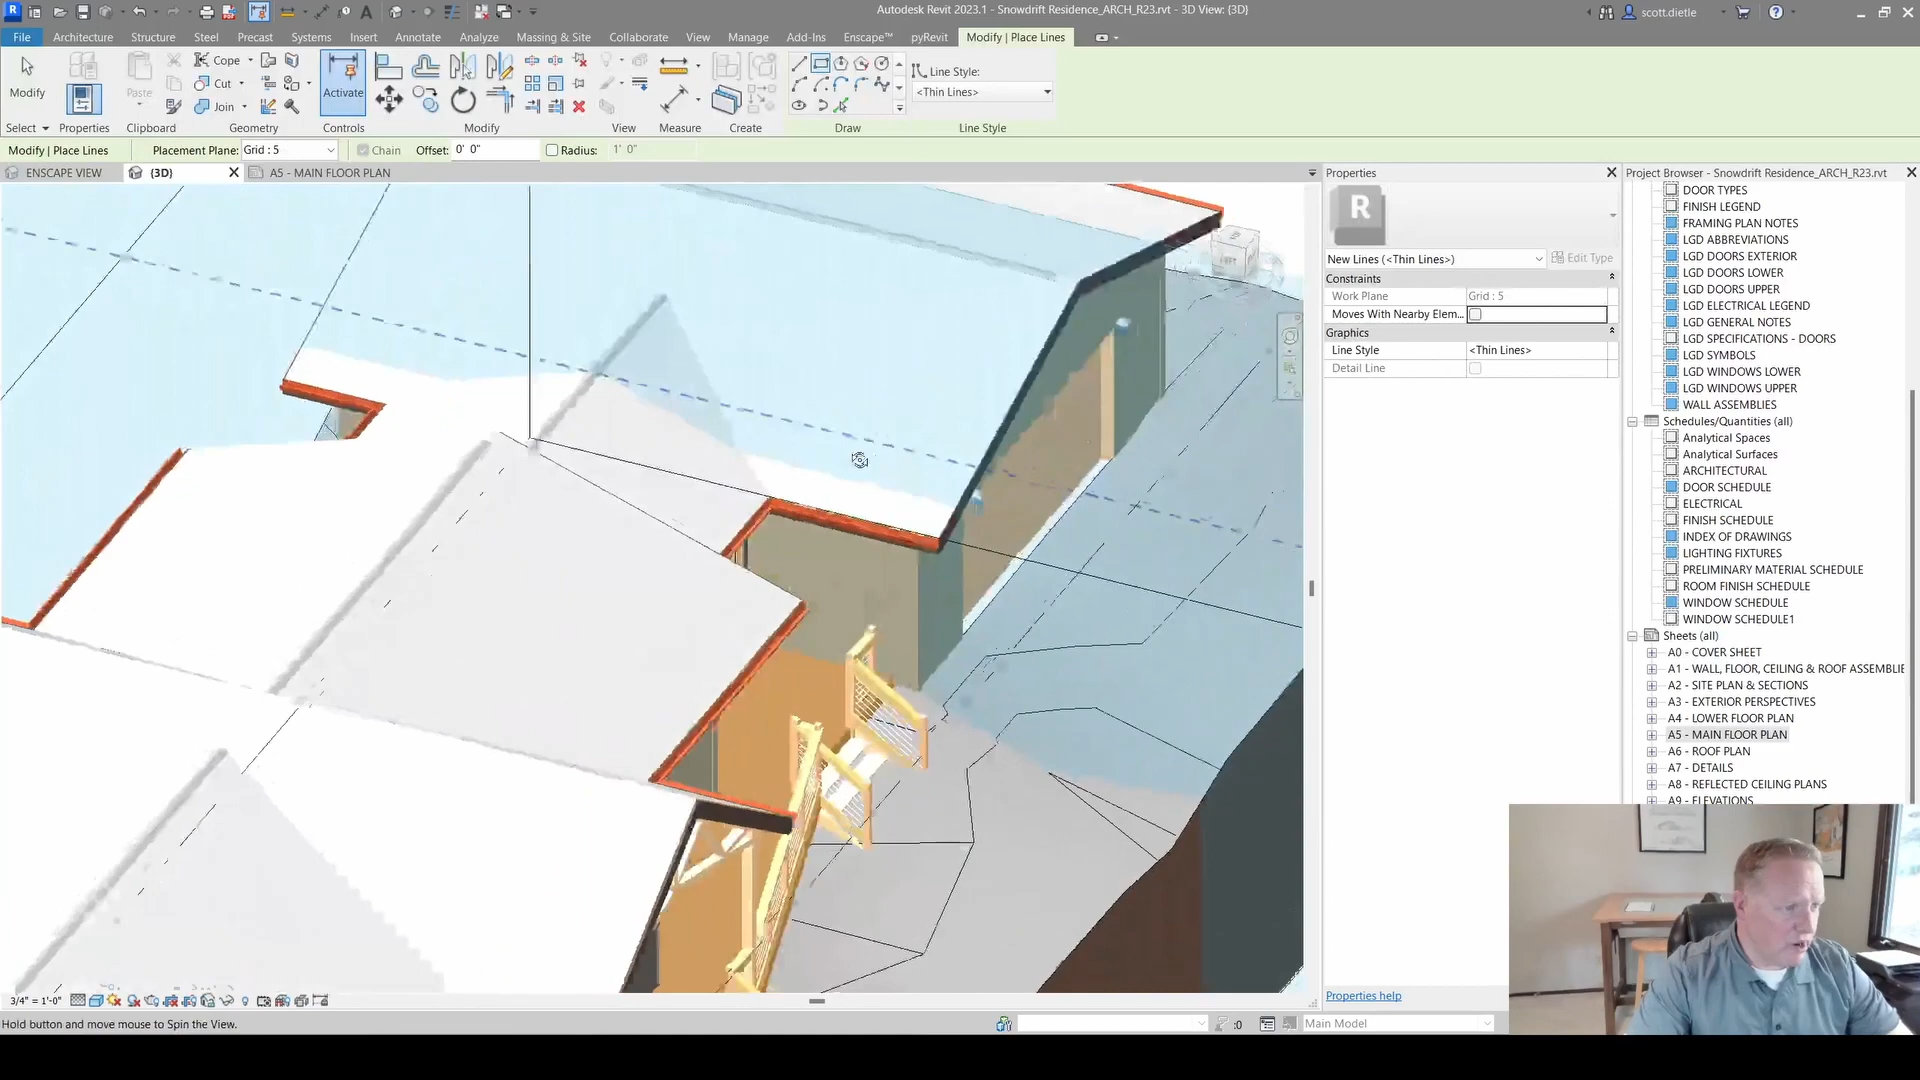 Autodesk Revit 2023.1 - Snowdrift Residence_ARCH_R23.rvt - 3D View: {3D}
scott.dietle
File
Architecture
Structure
Steel
Precast
Systems
Insert
Annotate
Analyze
Massing & Site
Collaborate
View
Manage
Add-Ins
Enscape™
pyRevit
Modify | Place Lines
Modify
Paste
Cope
Cut
Join
Activate
Line Style:
<Thin Lines>
Select
Properties
Clipboard
Geometry
Controls
Modify
View
Measure
Create
Draw
Line Style
Modify | Place Lines
Placement Plane: Grid : 5
Chain
Offset: 0' 0"
Radius: 1' 0"
ENSCAPE VIEW
{3D}
A5 - MAIN FLOOR PLAN
LEFT
Properties
R
New Lines (<Thin Lines>)
Edit Type
Constraints
Work Plane Grid : 5
Moves With Nearby Elem...
Graphics
Line Style <Thin Lines>
Detail Line
Properties help
Project Browser - Snowdrift Residence_ARCH_R23.rvt
DOOR TYPES
FINISH LEGEND
FRAMING PLAN NOTES
LGD ABBREVIATIONS
LGD DOORS EXTERIOR
LGD DOORS LOWER
LGD DOORS UPPER
LGD ELECTRICAL LEGEND
LGD GENERAL NOTES
LGD SPECIFICATIONS - DOORS
LGD SYMBOLS
LGD WINDOWS LOWER
LGD WINDOWS UPPER
WALL ASSEMBLIES
Schedules/Quantities (all)
Analytical Spaces
Analytical Surfaces
ARCHITECTURAL
DOOR SCHEDULE
ELECTRICAL
FINISH SCHEDULE
INDEX OF DRAWINGS
LIGHTING FIXTURES
PRELIMINARY MATERIAL SCHEDULE
ROOM FINISH SCHEDULE
WINDOW SCHEDULE
WINDOW SCHEDULE1
Sheets (all)
A0 - COVER SHEET
A1 - WALL, FLOOR, CEILING & ROOF ASSEMBLIE
A2 - SITE PLAN & SECTIONS
A3 - EXTERIOR PERSPECTIVES
A4 - LOWER FLOOR PLAN
A5 - MAIN FLOOR PLAN
A6 - ROOF PLAN
A7 - DETAILS
A8 - REFLECTED CEILING PLANS
A9 - ELEVATIONS
3/4" = 1'-0"
Hold button and move mouse to Spin the View.
:0
Main Model